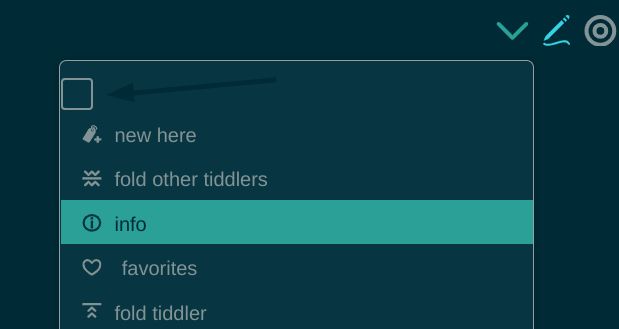 new here
fold other tiddlers
info
favorites
fold tiddler